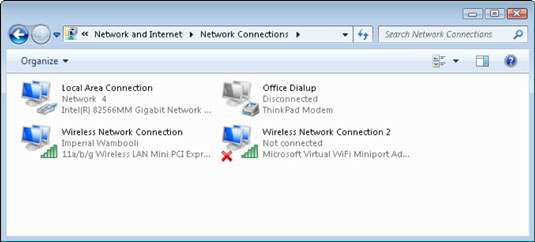 « Network and Internet ▸ Network Connections ▸
Search Network Connections
Organize
Local Area Connection
Network 4
Intel(R) 82566MM Gigabit Network ...
Office Dialup
Disconnected
ThinkPad Modem
Wireless Network Connection
Imperial Wambooli
11a/b/g Wireless LAN Mini PCI Expr...
Wireless Network Connection 2
Not connected
Microsoft Virtual WiFi Miniport Ad...